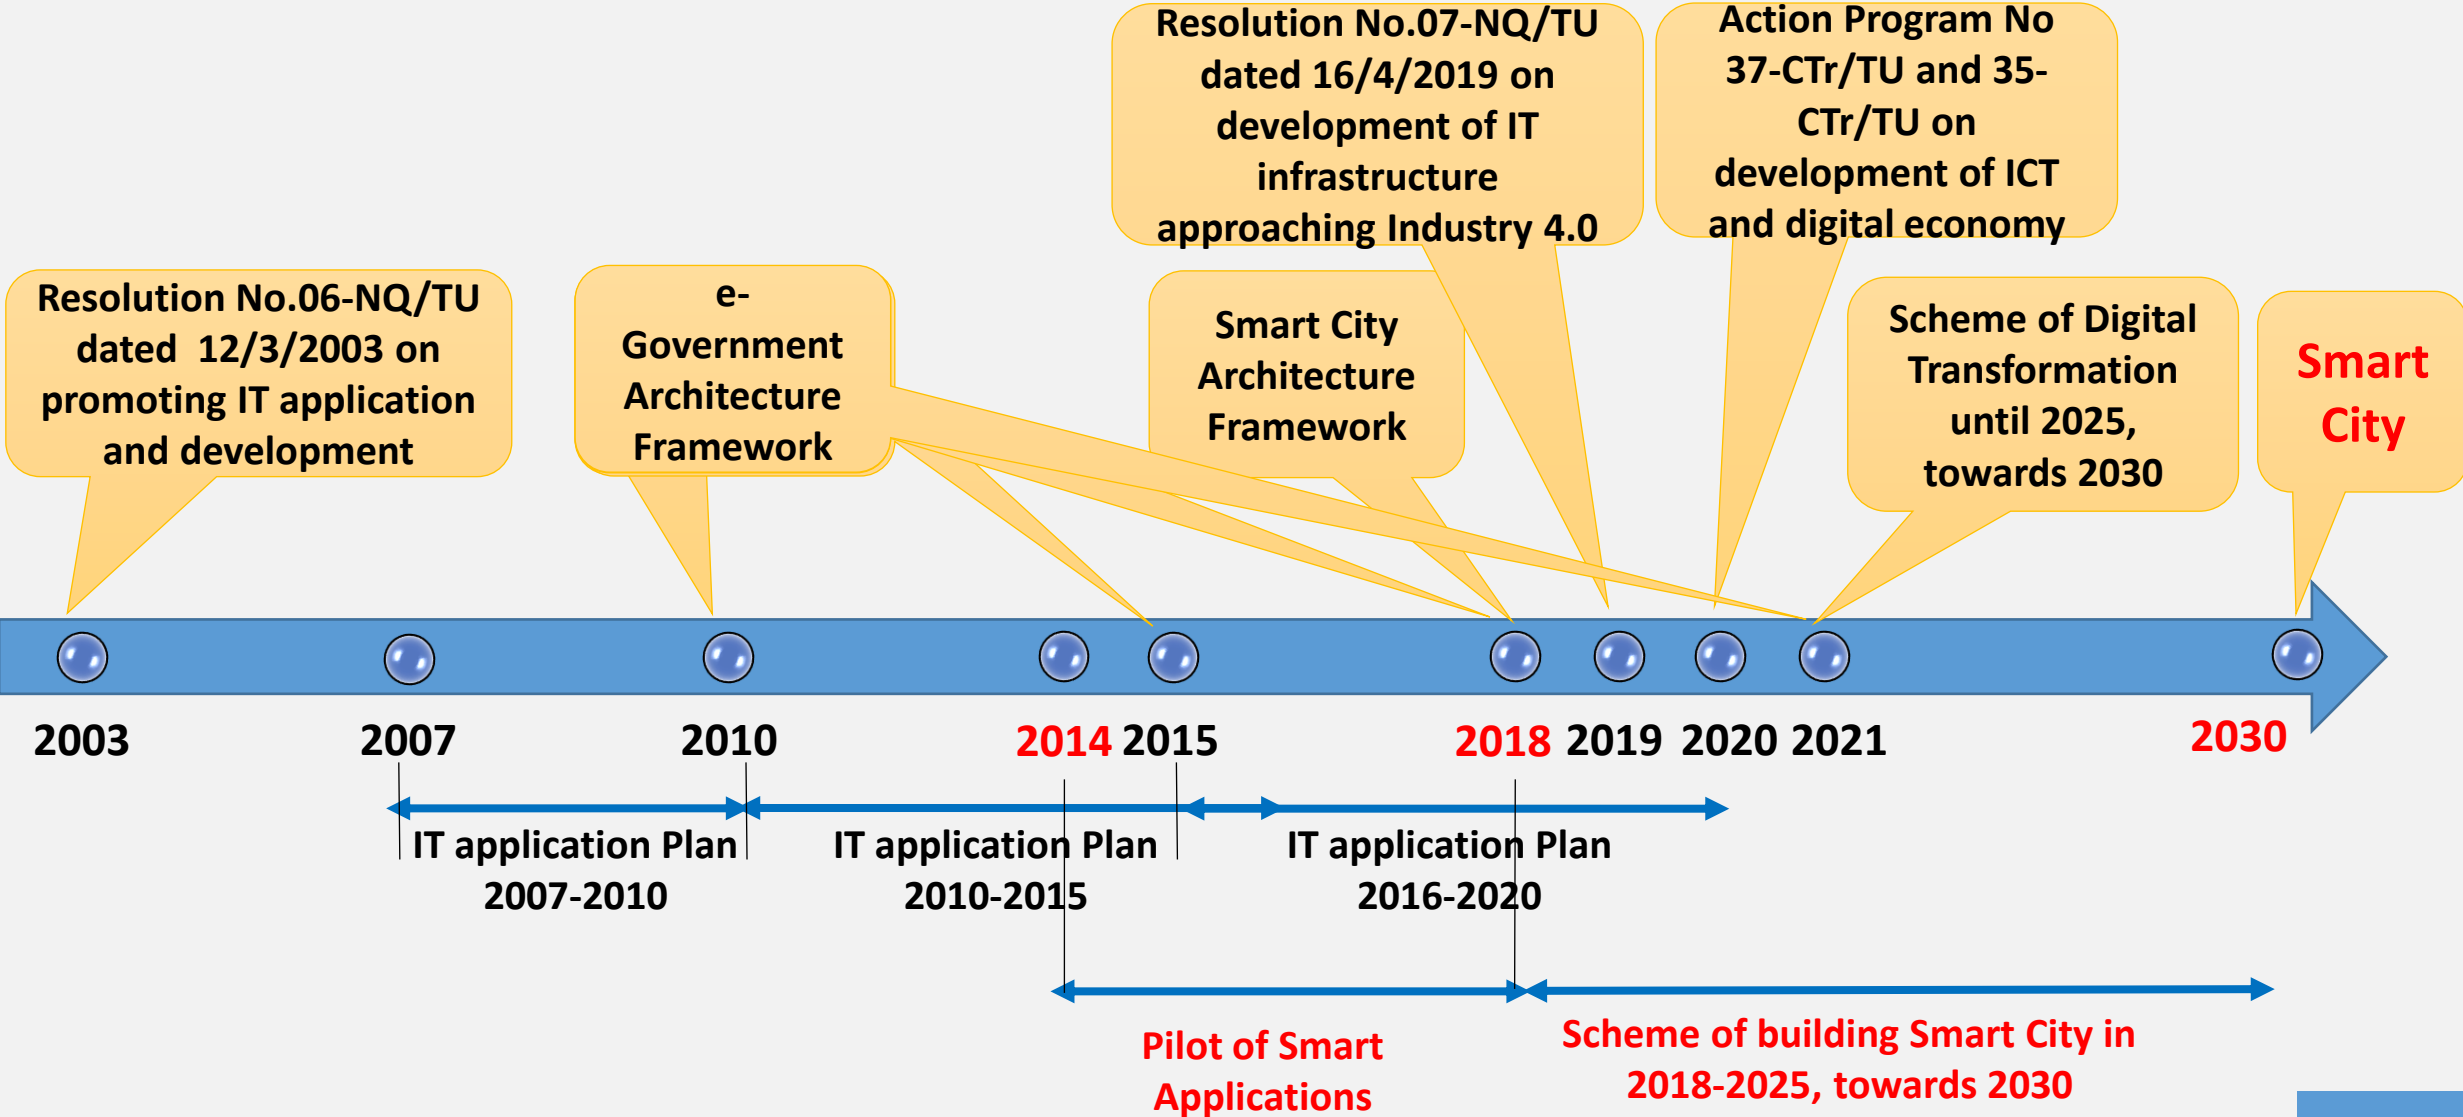 Resolution No.07-NQ/TU
dated 16/4/2019 on
development of IT
infrastructure
approaching Industry 4.0
Action Program No
37-CTr/TU and 35-
CTr/TU on
development of ICT
and digital economy
Resolution No.06-NQ/TU
dated 12/3/2003 on
promoting IT application
and development
e-
Government
Architecture
Framework
Smart City
Architecture
Framework
Scheme of Digital
Transformation
until 2025,
towards 2030
Smart
City
2003
2007
2010
2014
2015
2018
2019
2020
2021
2030
IT application Plan
2007-2010
IT application Plan
2010-2015
IT application Plan
2016-2020
Pilot of Smart
Applications
Scheme of building Smart City in
2018-2025, towards 2030